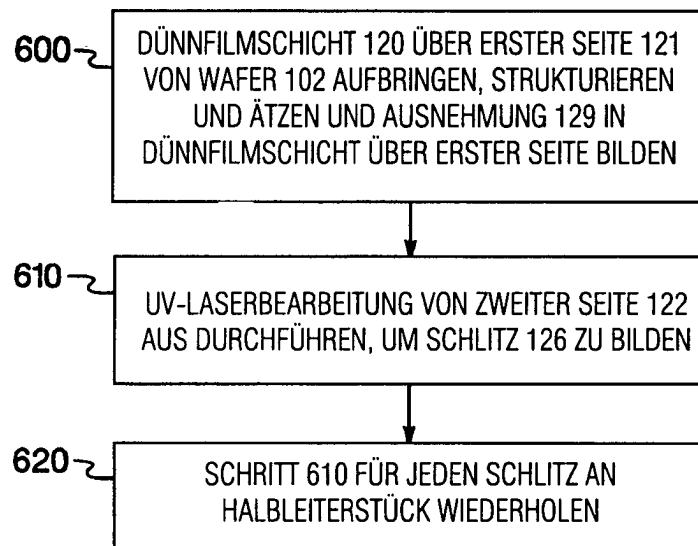 600
DÜNNFILMSCHICHT 120 ÜBER ERSTER SEITE 121
VON WAFER 102 AUFBRINGEN, STRUKTURIEREN
UND ÄTZEN UND AUSNEHMUNG 129 IN
DÜNNFILMSCHICHT ÜBER ERSTER SEITE BILDEN
610
UV-LASERBEARBEITUNG VON ZWEITER SEITE 122
AUS DURCHFÜHREN, UM SCHLITZ 126 ZU BILDEN
620
SCHRITT 610 FÜR JEDEN SCHLITZ AN
HALBLEITERSTÜCK WIEDERHOLEN